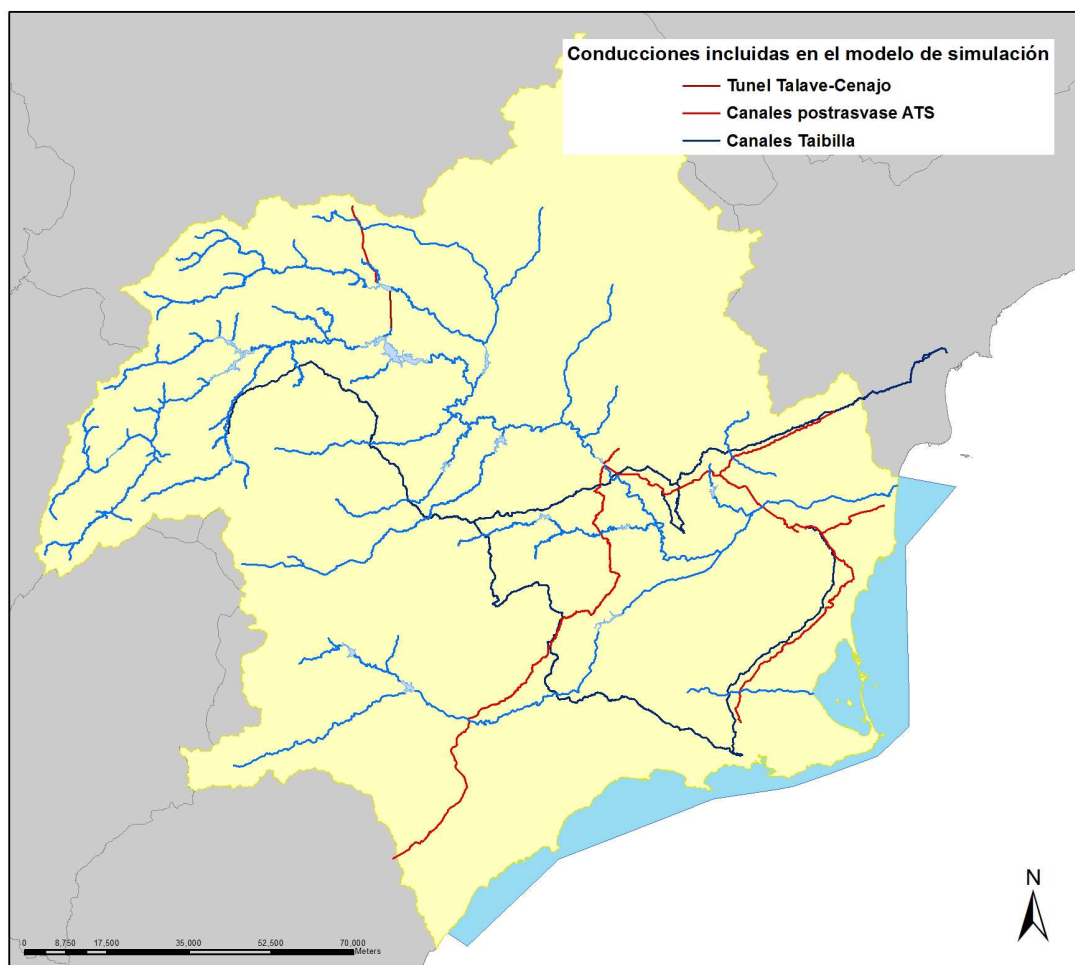 Conducciones incluidas en el modelo de simulación
Tunel Talave-Cenajo
Canales postrasvase ATS
Canales Taibilla
N
0 8,750 17,500 35,000 52,500 70,000
Meters